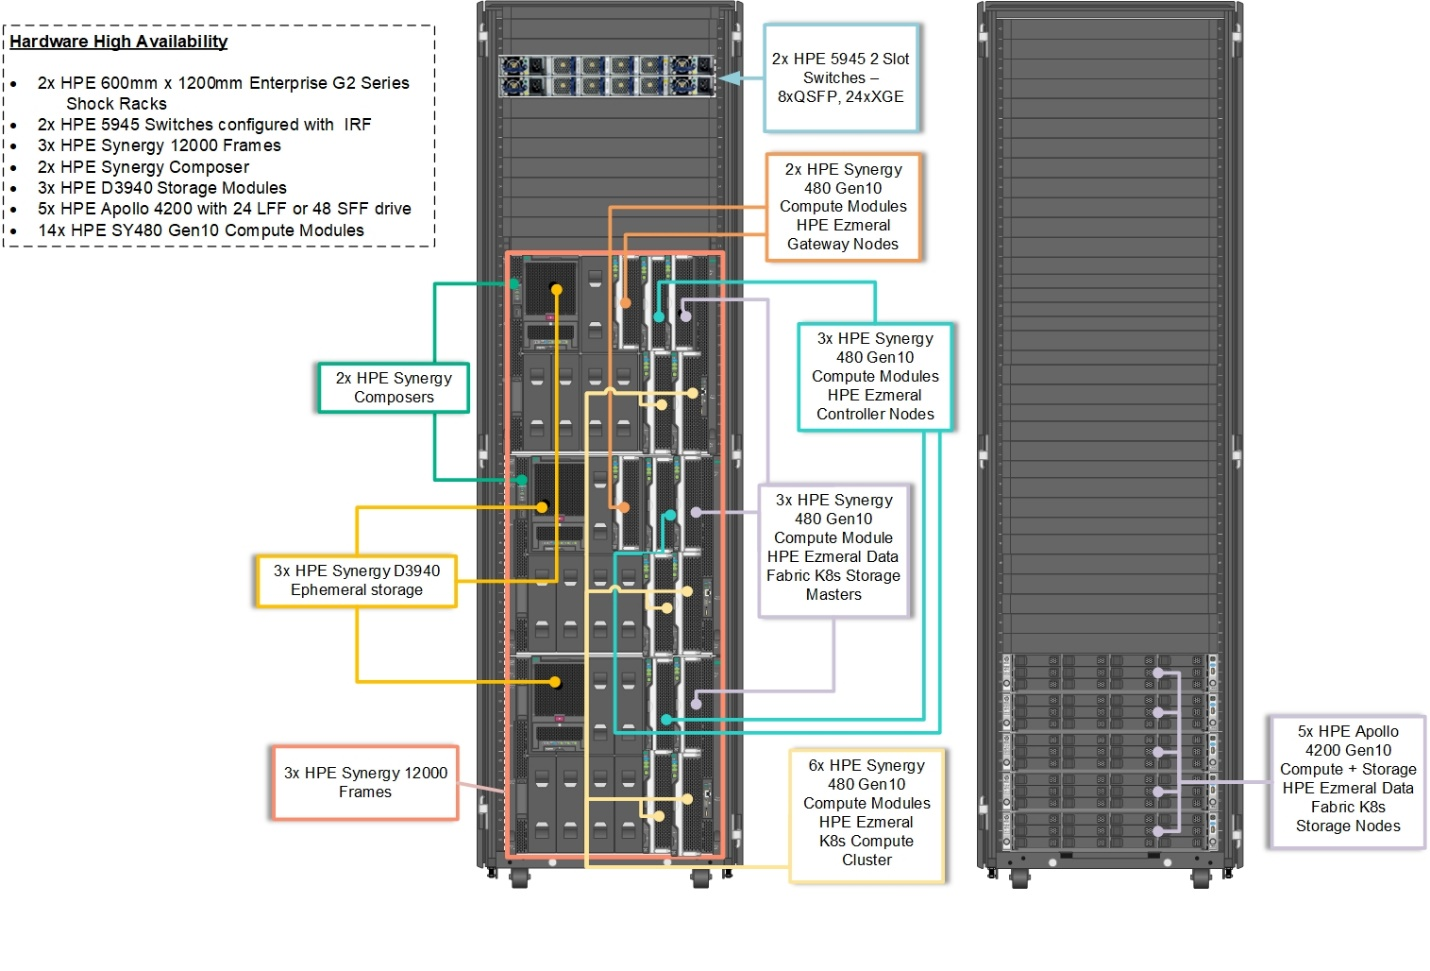 Hardware High Availability
• 2x HPE 600mm x 1200mm Enterprise G2 Series
Shock Racks
• 2x HPE 5945 Switches configured with IRF
• 3x HPE Synergy 12000 Frames
• 2x HPE Synergy Composer
• 3x HPE D3940 Storage Modules
• 5x HPE Apollo 4200 with 24 LFF or 48 SFF drive
• 14x HPE SY480 Gen10 Compute Modules
2x HPE 5945 2 Slot
Switches –
8xQSFP, 24xXGE
2x HPE Synergy
480 Gen10
Compute Modules
HPE Ezmeral
Gateway Nodes
3x HPE Synergy
480 Gen10
Compute Modules
HPE Ezmeral
Controller Nodes
2x HPE Synergy
Composers
3x HPE Synergy
480 Gen10
Compute Module
HPE Ezmeral Data
Fabric K8s Storage
Masters
3x HPE Synergy D3940
Ephemeral storage
3x HPE Synergy 12000
Frames
6x HPE Synergy
480 Gen10
Compute Modules
HPE Ezmeral
K8s Compute
Cluster
5x HPE Apollo
4200 Gen10
Compute + Storage
HPE Ezmeral Data
Fabric K8s
Storage Nodes